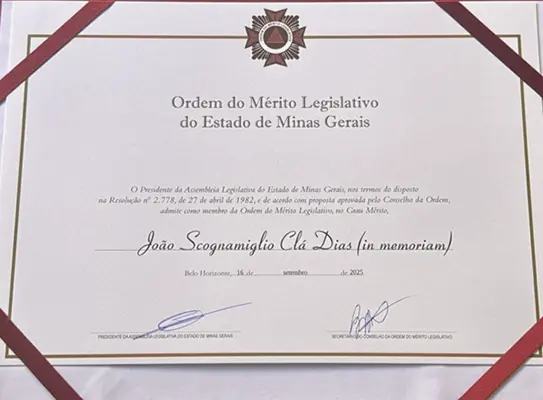 Ordem do Mérito Legislativo
do Estado de Minas Gerais
O Presidente da Assembleia Legislativa do Estado de Minas Gerais, nos termos do disposto
na Resolução nº 2.778, de 27 de abril de 1982, e de acordo com proposta aprovada pelo Conselho da Ordem,
admite como membro da Ordem do Mérito Legislativo, no Grau Mérito,
João Scognamiglio Clá Dias (in memoriam)
Belo Horizonte, 16 de setembro de 2025
PRESIDENTE DA ASSEMBLEIA LEGISLATIVA DO ESTADO DE MINAS GERAIS
SECRETÁRIO DO CONSELHO DA ORDEM DO MÉRITO LEGISLATIVO